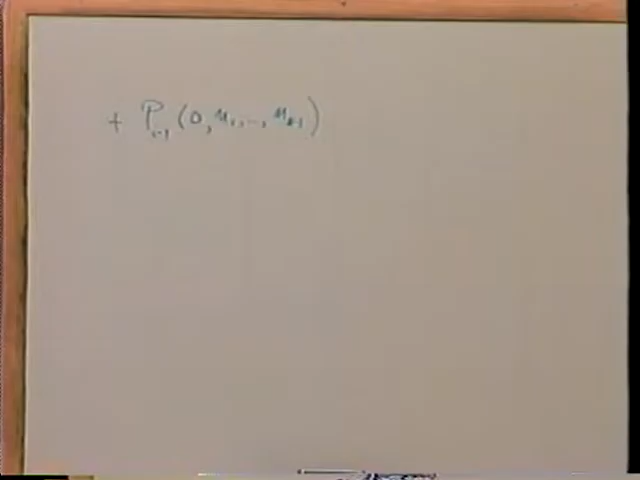 + P_{i-1} (0, u_1, ..., u_{k-1})